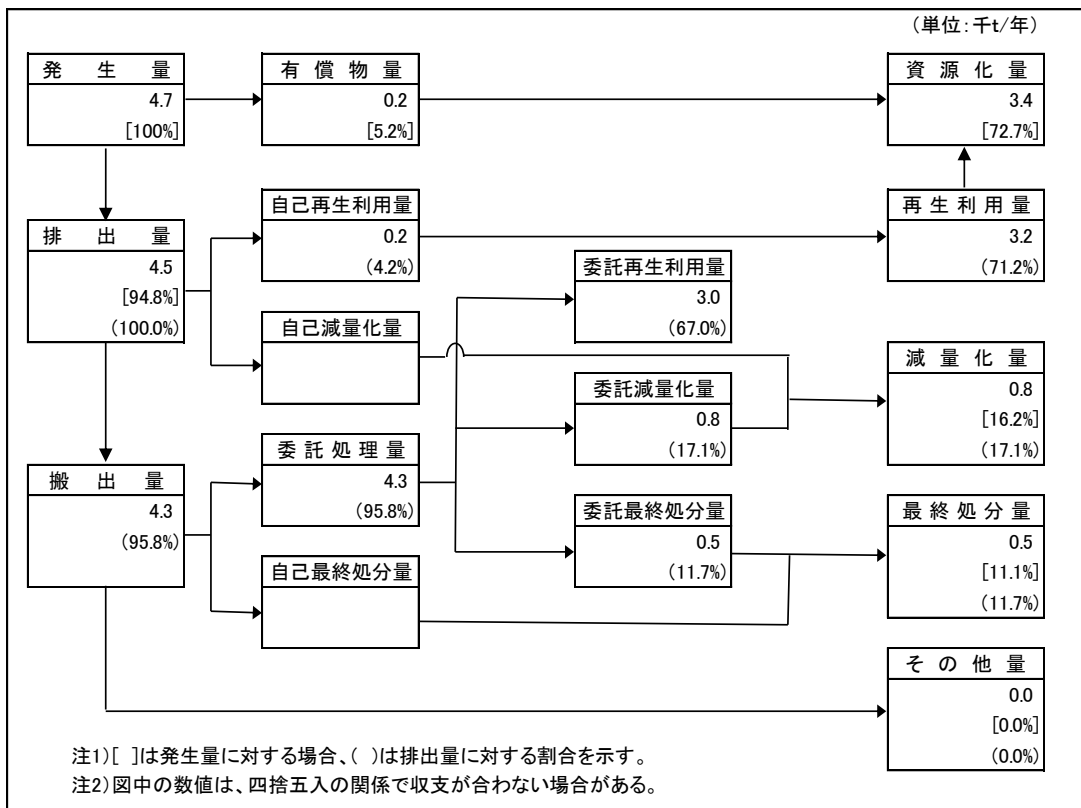 (単位:千t/年)
発生量
4.7
[100%]
有償物量
0.2
[5.2%]
資源化量
3.4
[72.7%]
排出量
4.5
[94.8%]
(100.0%)
自己再生利用量
0.2
(4.2%)
再生利用量
3.2
(71.2%)
委託再生利用量
3.0
(67.0%)
自己減量化量
委託減量化量
0.8
(17.1%)
減量化量
0.8
[16.2%]
(17.1%)
搬出量
4.3
(95.8%)
委託処理量
4.3
(95.8%)
委託最終処分量
0.5
(11.7%)
最終処分量
0.5
[11.1%]
(11.7%)
自己最終処分量
その他量
0.0
[0.0%]
(0.0%)
注1)[ ]は発生量に対する場合、( )は排出量に対する割合を示す。
注2)図中の数値は、四捨五入の関係で収支が合わない場合がある。